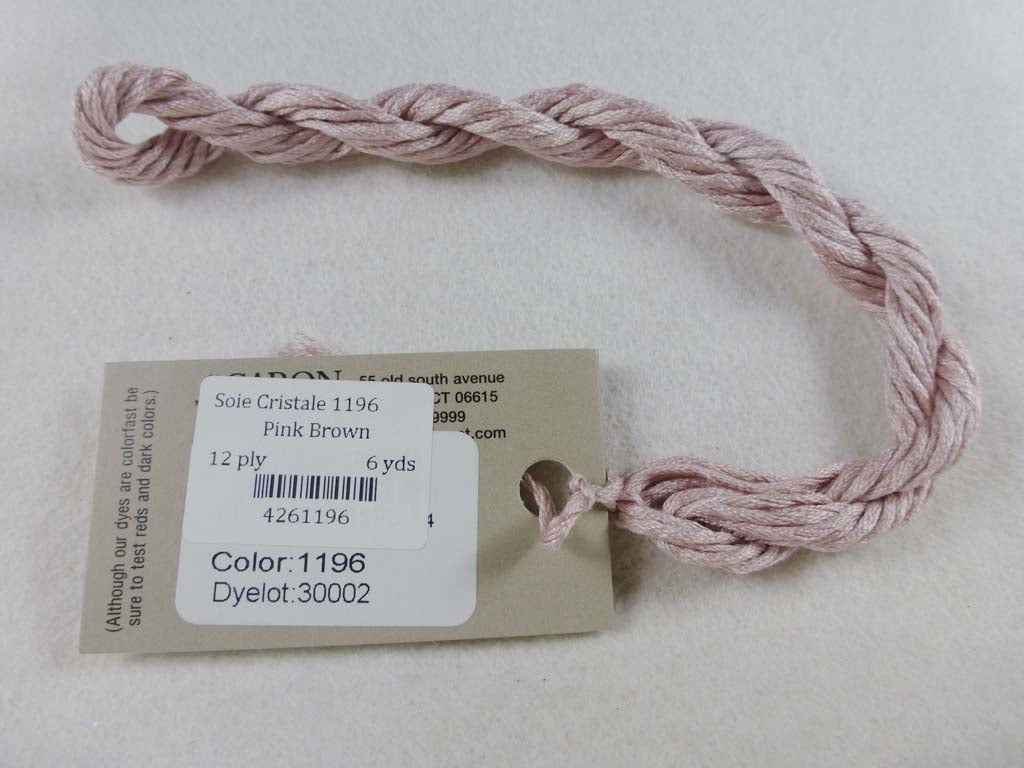 CARON
55 old south avenue
CT 06615
9999
t.com
Soie Cristale 1196
Pink Brown
12 ply 6 yds
4261196
4
Color:1196
Dyelot:30002
(Although our dyes are colorfast be
sure to test reds and dark colors.)